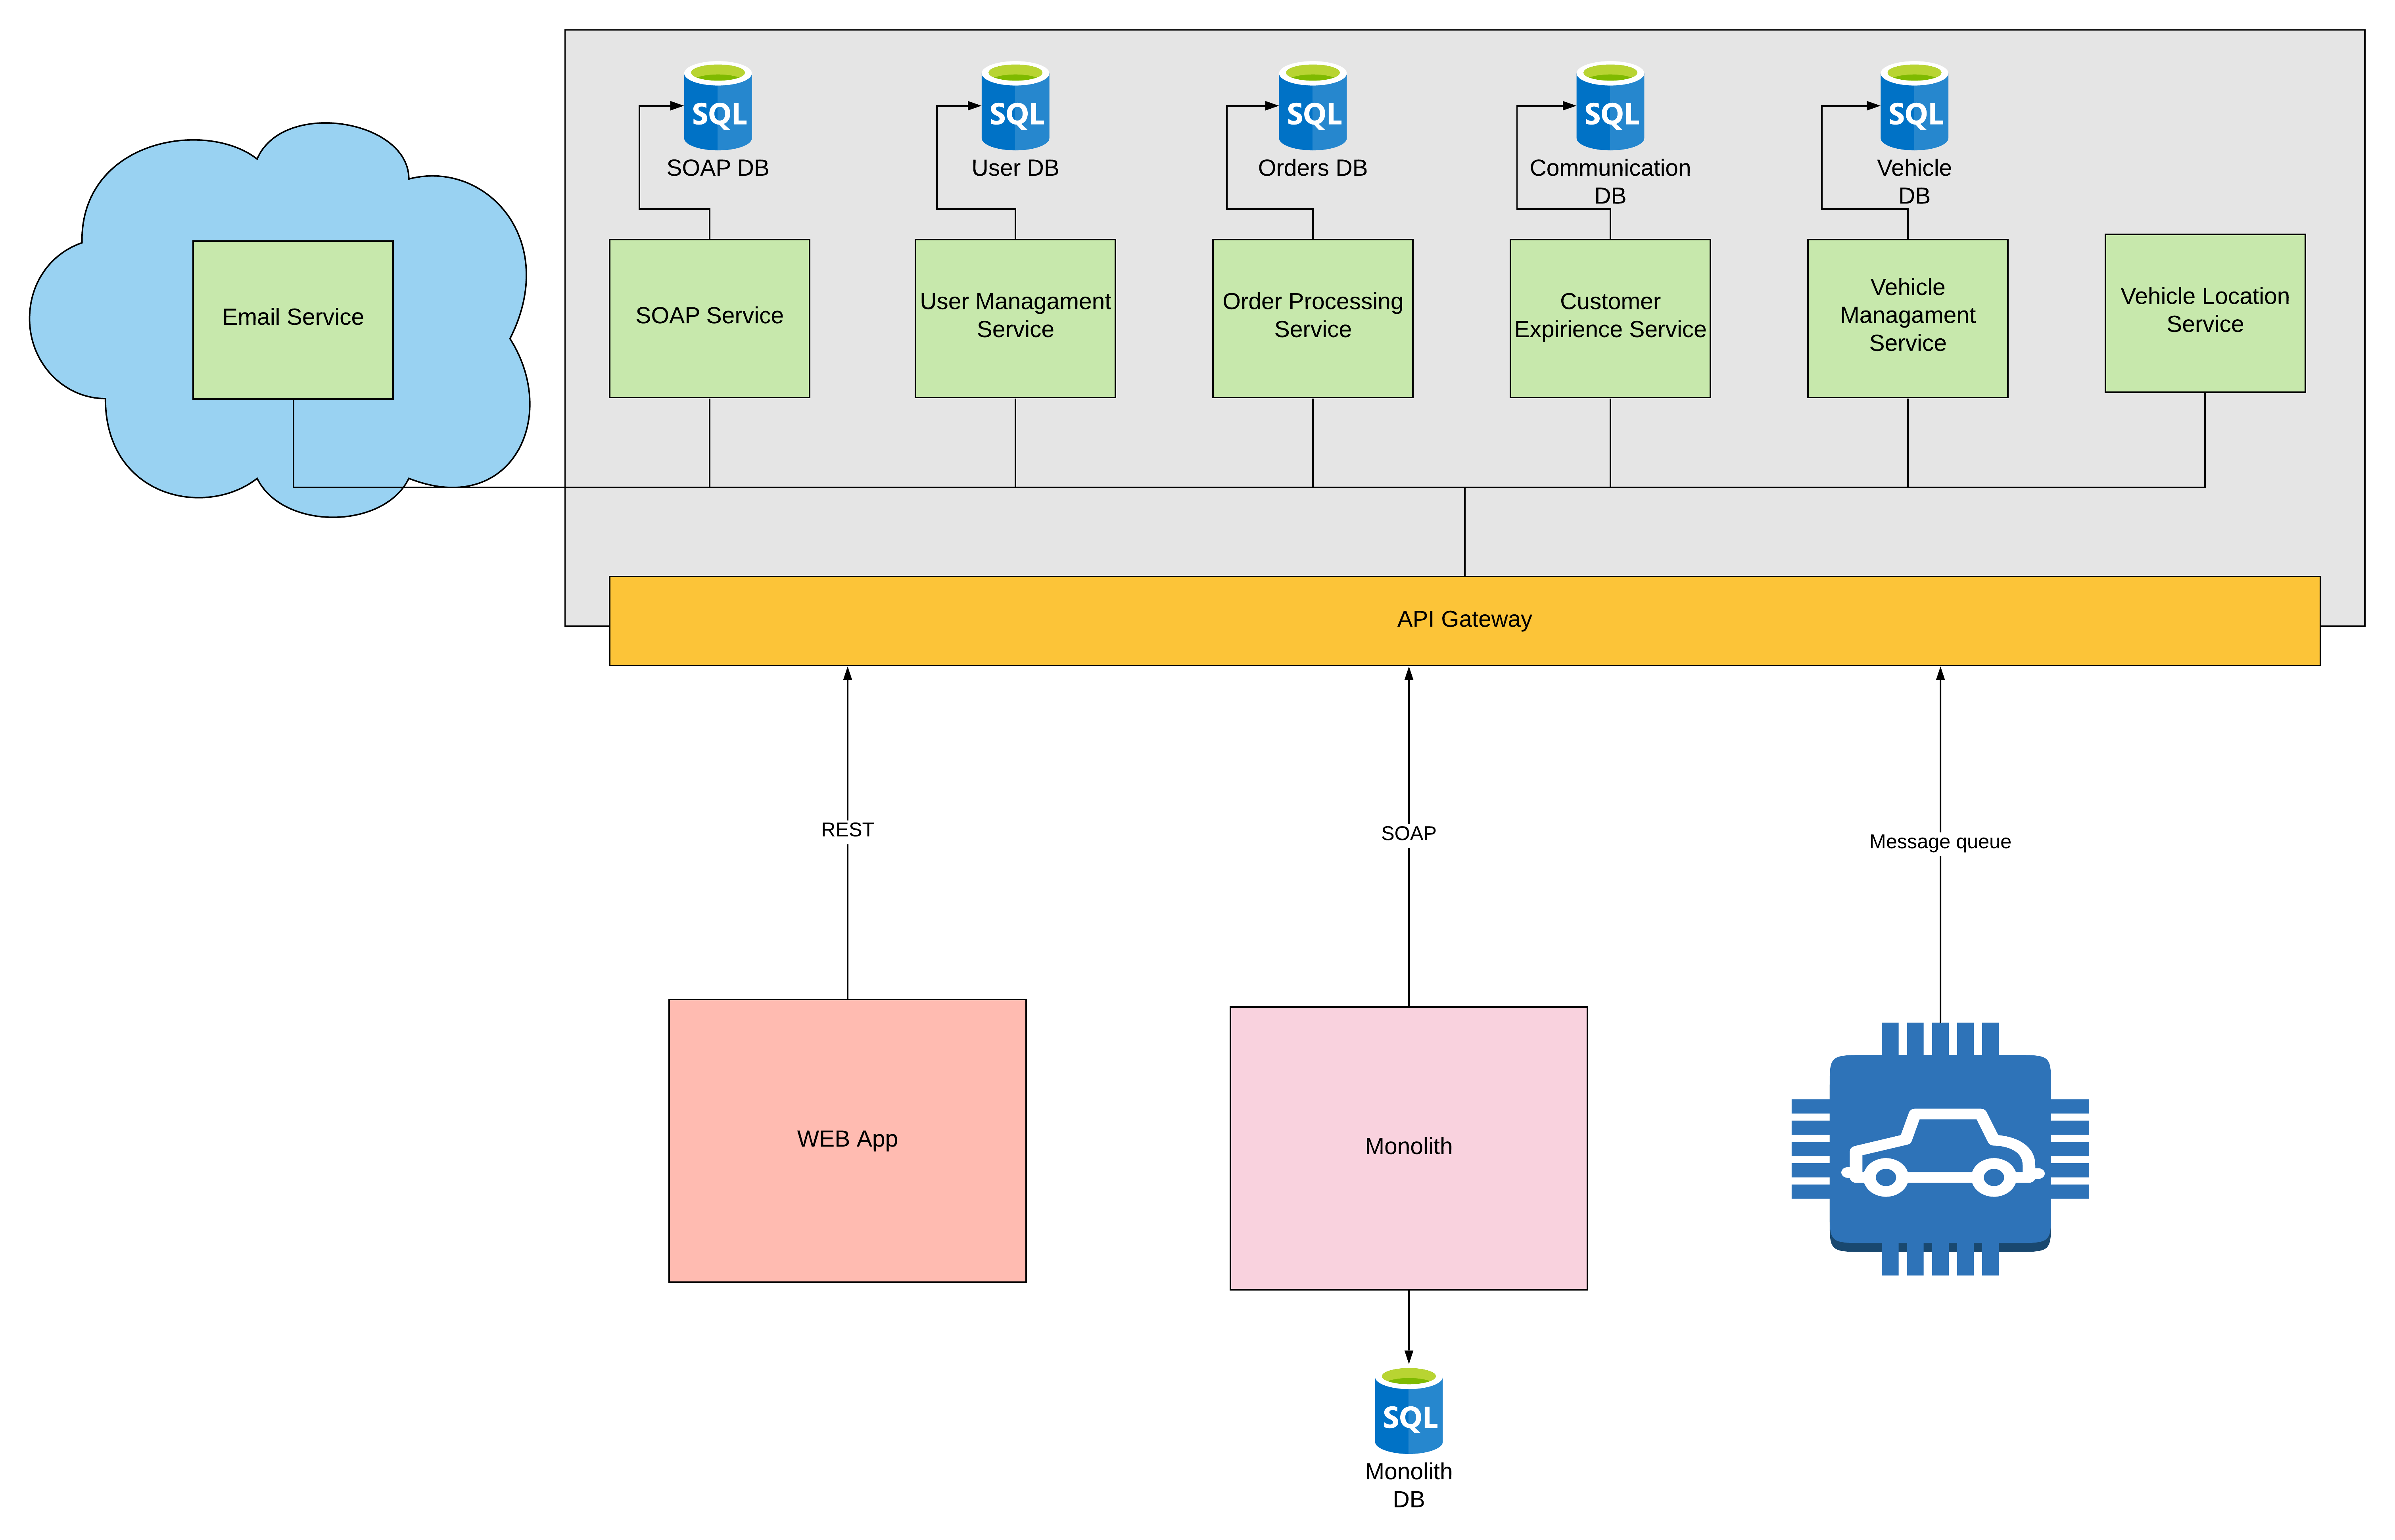 SQL
SOAP DB
SQL
User DB
SQL
Orders DB
SQL
Communication
DB
SQL
Vehicle
DB
Email Service
SOAP Service
User Managament
Service
Order Processing
Service
Customer
Expirience Service
Vehicle
Managament
Service
Vehicle Location
Service
API Gateway
REST
SOAP
Message queue
WEB App
Monolith
SQL
Monolith
DB